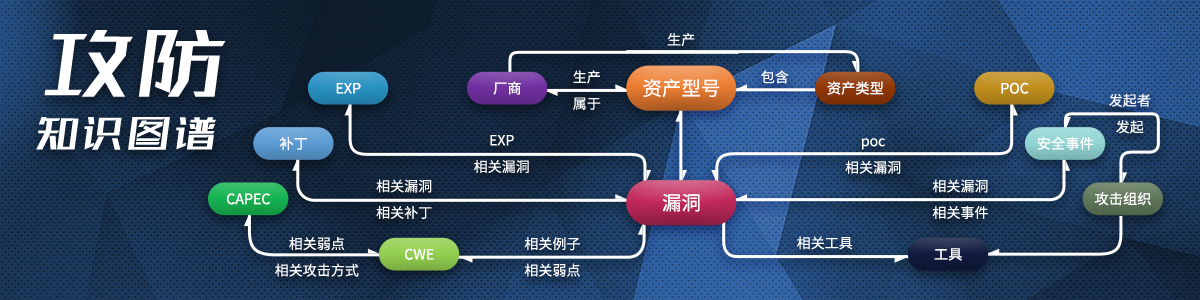 攻防
知识图谱
生产
EXP
厂商
生产
属于
资产型号
包含
资产类型
POC
发起者
发起
补丁
EXP
相关漏洞
poc
相关漏洞
安全事件
CAPEC
相关漏洞
相关补丁
漏洞
相关漏洞
相关事件
攻击组织
相关弱点
相关攻击方式
CWE
相关例子
相关弱点
相关工具
工具